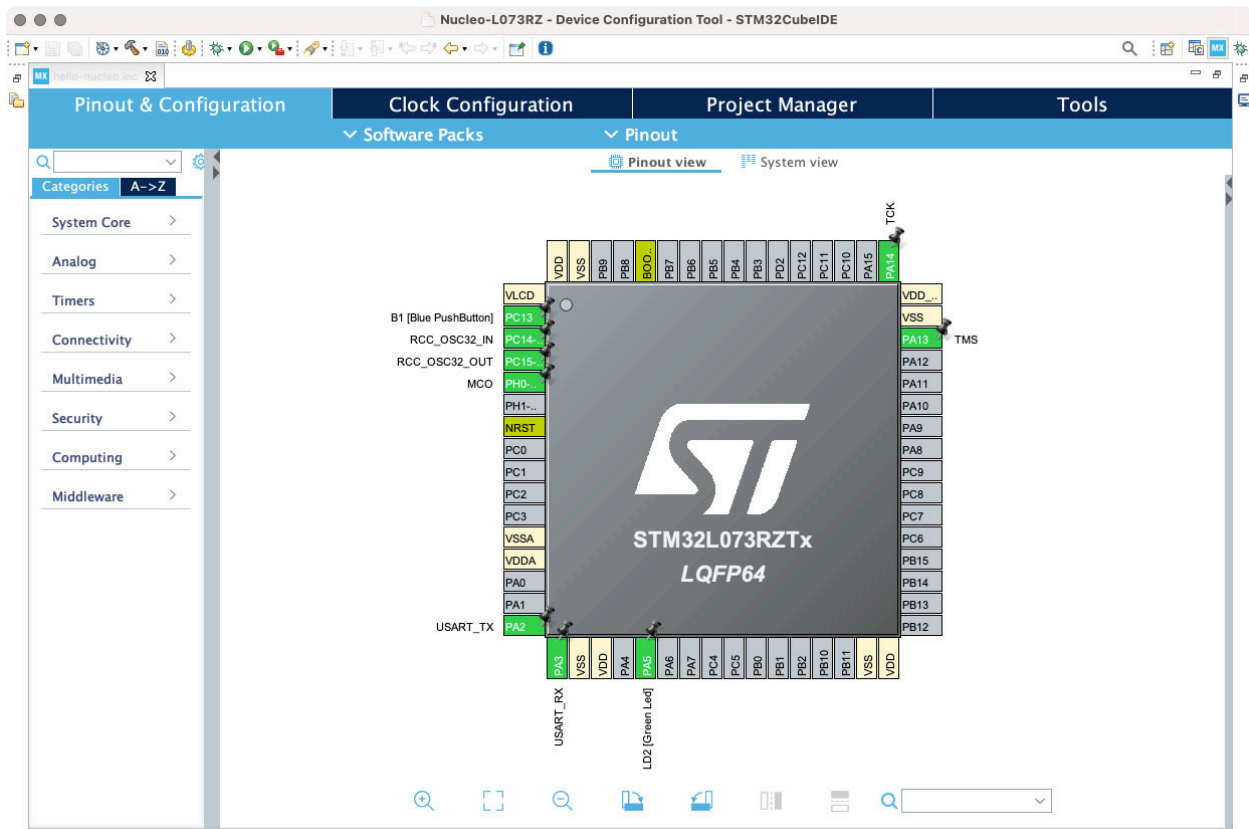 Nucleo-L073RZ - Device Configuration Tool - STM32CubeIDE
MX hello-nucleo.ioc
MX
Pinout & Configuration
Clock Configuration
Project Manager
Tools
Software Packs
Pinout
Pinout view
System view
Categories
A->Z
System Core
Analog
Timers
Connectivity
Multimedia
Security
Computing
Middleware
TCK
VDD
VSS
PB9
PB8
BOO..
PB7
PB6
PB5
PB4
PB3
PD2
PC12
PC11
PC10
PA15
PA14
VLCD
B1 [Blue PushButton] PC13
RCC_OSC32_IN PC14-..
RCC_OSC32_OUT PC15-..
MCO PH0-..
PH1-..
NRST
PC0
PC1
PC2
PC3
VSSA
VDDA
PA0
PA1
USART_TX PA2
STM32L073RZTx
LQFP64
VDD_..
VSS
PA13 TMS
PA12
PA11
PA10
PA9
PA8
PC9
PC8
PC7
PC6
PB15
PB14
PB13
PB12
PA3
VSS
VDD
PA4
PA5
PA6
PA7
PC4
PC5
PB0
PB1
PB2
PB10
PB11
VSS
VDD
USART_RX
LD2 [Green Led]